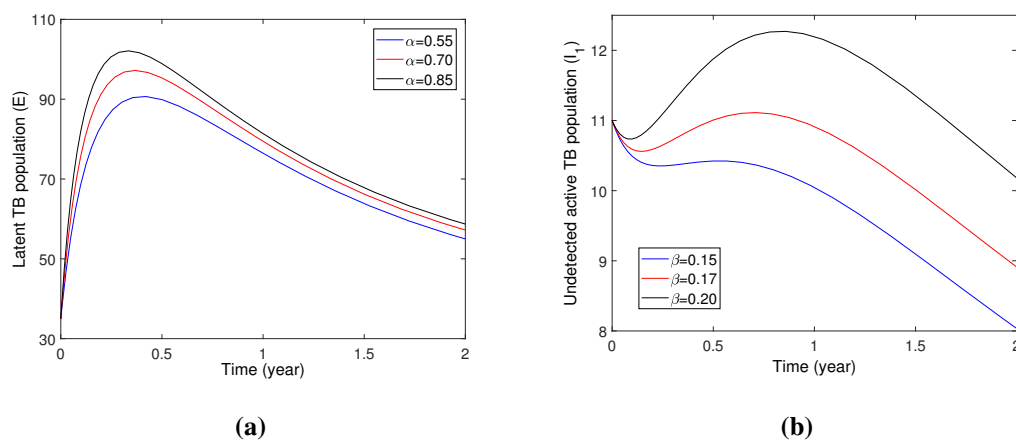 110
90
70
50
30
Latent TB population (E)
α=0.55
α=0.70
α=0.85
0 0.5 1 1.5 2
Time (year)
(a)
12
11
10
9
8
Undetected active TB population (I_1)
β=0.15
β=0.17
β=0.20
0 0.5 1 1.5 2
Time (year)
(b)